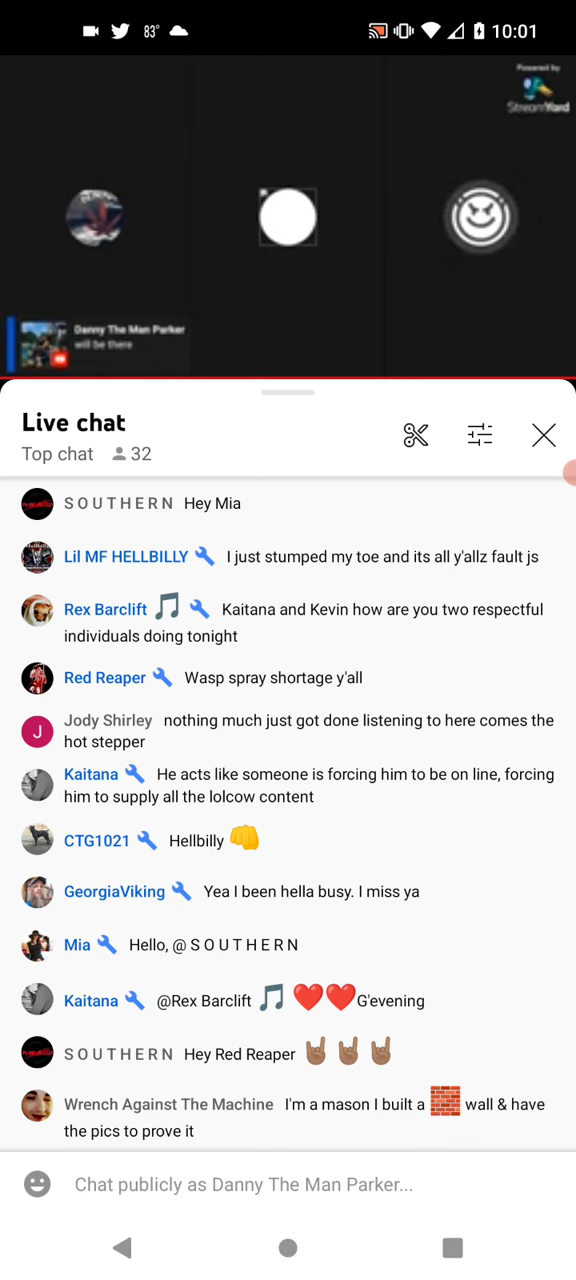 83° 10:01
Powered by
StreamYard
Danny The Man Parker
will be there
Live chat
Top chat 32
S O U T H E R N Hey Mia
Lil MF HELLBILLY I just stumped my toe and its all y'allz fault js
Rex Barclift 🎵 Kaitana and Kevin how are you two respectful
individuals doing tonight
Red Reaper Wasp spray shortage y'all
J Jody Shirley nothing much just got done listening to here comes the
hot stepper
Kaitana He acts like someone is forcing him to be on line, forcing
him to supply all the lolcow content
CTG1021 Hellbilly 👊
GeorgiaViking Yea I been hella busy. I miss ya
Mia Hello, @ S O U T H E R N
Kaitana @Rex Barclift 🎵 ❤️❤️G'evening
S O U T H E R N Hey Red Reaper 🤘🏽 🤘🏽 🤘🏽
Wrench Against The Machine I'm a mason I built a 🧱 wall & have
the pics to prove it
Chat publicly as Danny The Man Parker...